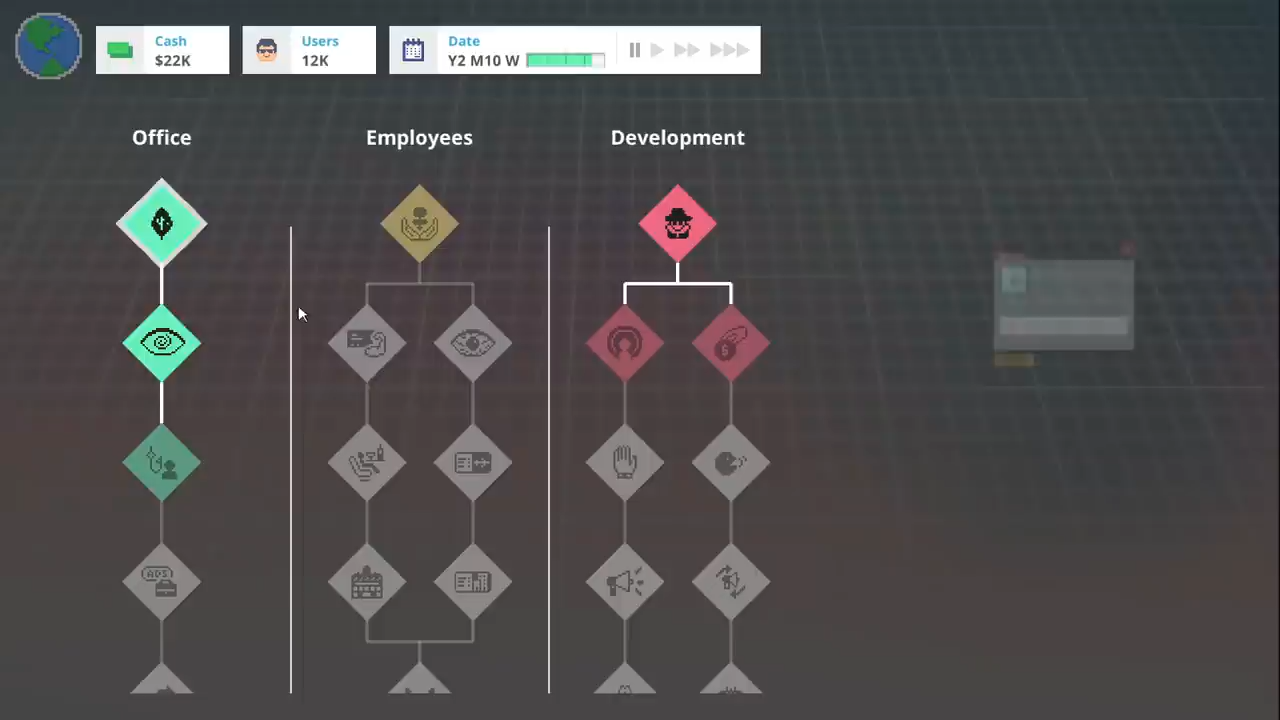 Cash
$22K
Users
12K
Date
Y2 M10 W
Office
Employees
Development
ADS